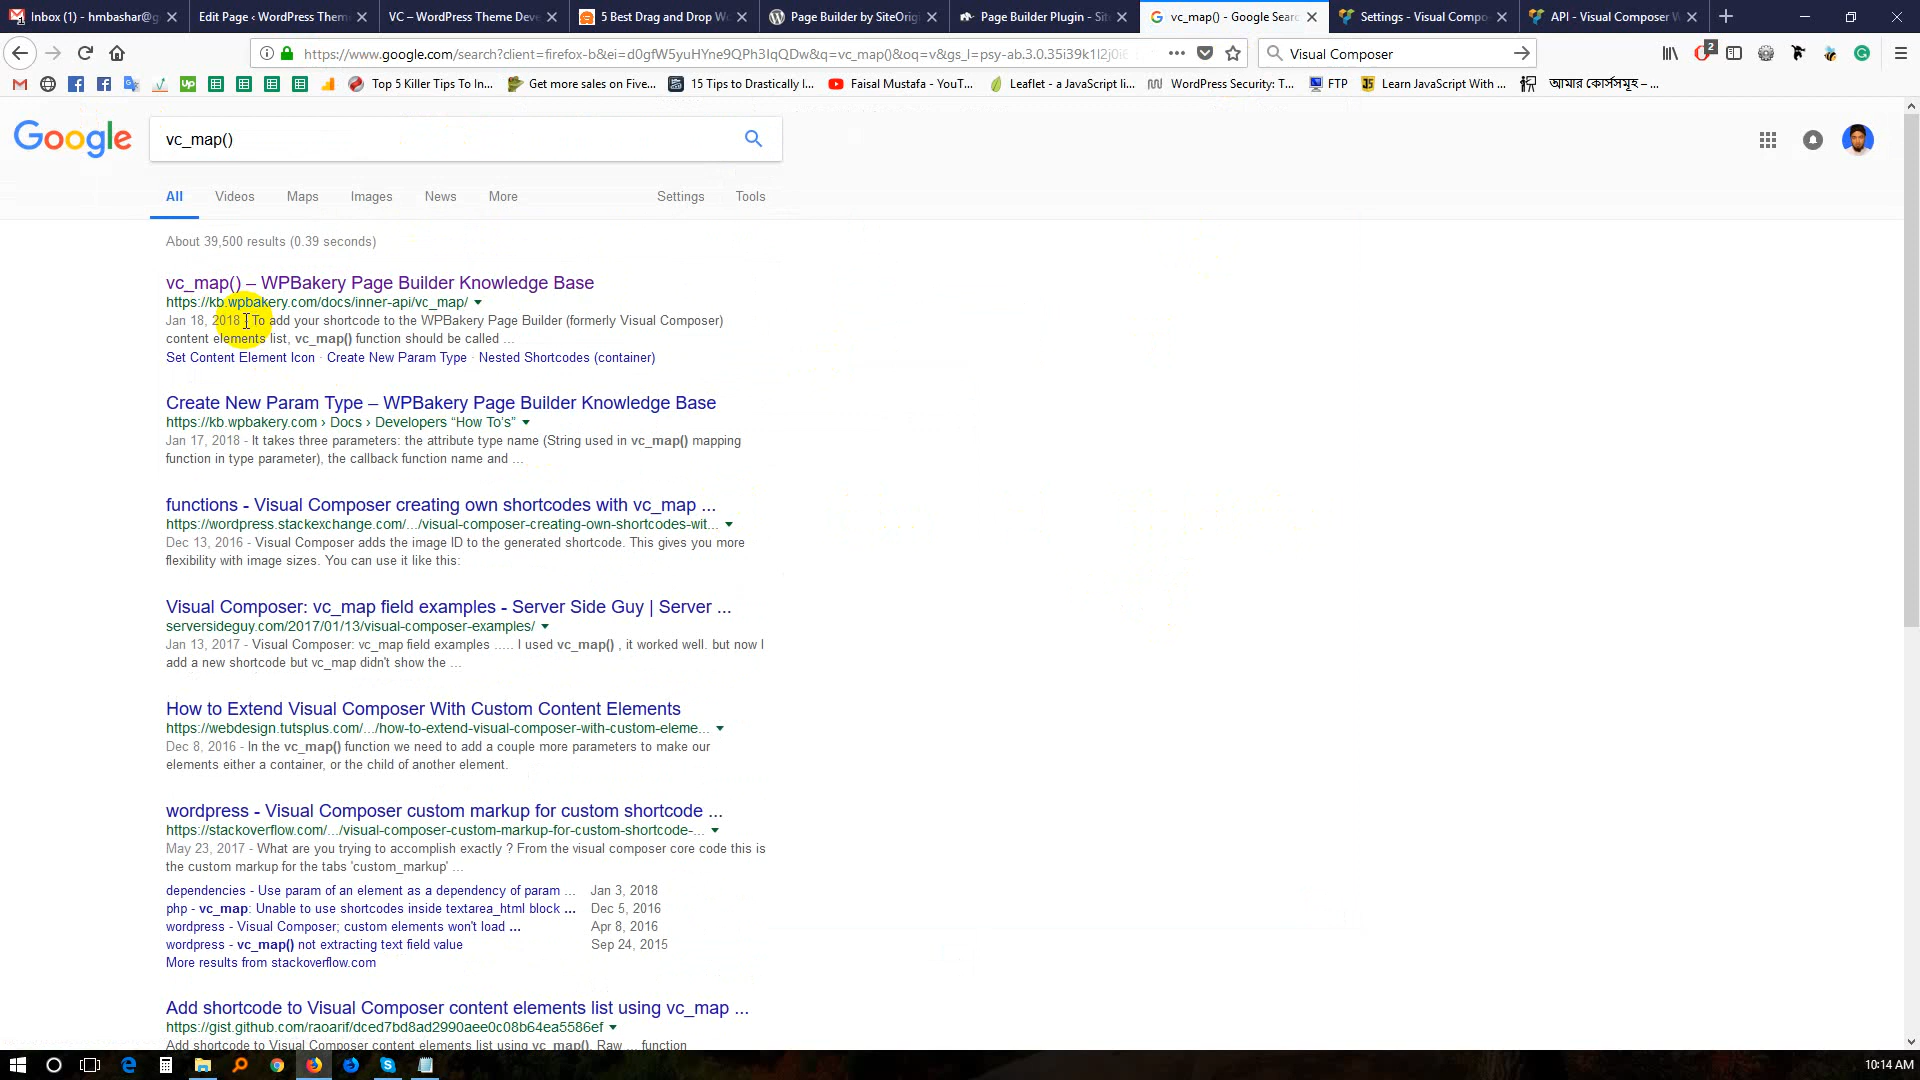 Inbox (1) - hmbashar@g
Edit Page ‹ WordPress Them
VC – WordPress Theme Deve
5 Best Drag and Drop Wo
Page Builder by SiteOrig
Page Builder Plugin - Sit
vc_map() - Google Searc
Settings - Visual Compo
API - Visual Composer W
https://www.google.com/search?client=firefox-b&ei=d0gfW5yuHYne9QPh3IqQDw&q=vc_map()&oq=v&gs_l=psy-ab.3.0.35i39k1l2j0i6
Visual Composer
2
Top 5 Killer Tips To In...
Get more sales on Five...
15 Tips to Drastically I...
Faisal Mustafa - YouT...
Leaflet - a JavaScript li...
WordPress Security: T...
FTP
Learn JavaScript With ...
আমার কোর্সসমূহ – ...
Google
vc_map()
All
Videos
Maps
Images
News
More
Settings
Tools
About 39,500 results (0.39 seconds)
vc_map() – WPBakery Page Builder Knowledge Base
https://kb.wpbakery.com/docs/inner-api/vc_map/
Jan 18, 2018 - To add your shortcode to the WPBakery Page Builder (formerly Visual Composer)
content elements list, vc_map() function should be called ...
Set Content Element Icon · Create New Param Type · Nested Shortcodes (container)
Create New Param Type – WPBakery Page Builder Knowledge Base
https://kb.wpbakery.com › Docs › Developers “How To’s”
Jan 17, 2018 - It takes three parameters: the attribute type name (String used in vc_map() mapping
function in type parameter), the callback function name and ...
functions - Visual Composer creating own shortcodes with vc_map ...
https://wordpress.stackexchange.com/.../visual-composer-creating-own-shortcodes-wit...
Dec 13, 2016 - Visual Composer adds the image ID to the generated shortcode. This gives you more
flexibility with image sizes. You can use it like this:
Visual Composer: vc_map field examples - Server Side Guy | Server ...
serversideguy.com/2017/01/13/visual-composer-examples/
Jan 13, 2017 - Visual Composer: vc_map field examples ..... I used vc_map() , it worked well. but now I
add a new shortcode but vc_map didn't show the ...
How to Extend Visual Composer With Custom Content Elements
https://webdesign.tutsplus.com/.../how-to-extend-visual-composer-with-custom-eleme...
Dec 8, 2016 - In the vc_map() function we need to add a couple more parameters to make our
elements either a container, or the child of another element.
wordpress - Visual Composer custom markup for custom shortcode ...
https://stackoverflow.com/.../visual-composer-custom-markup-for-custom-shortcode-...
May 23, 2017 - What are you trying to accomplish exactly ? From the visual composer core code this is
the custom markup for the tabs 'custom_markup' ...
dependencies - Use param of an element as a dependency of param ... Jan 3, 2018
php - vc_map: Unable to use shortcodes inside textarea_html block ... Dec 5, 2016
wordpress - Visual Composer; custom elements won't load ... Apr 8, 2016
wordpress - vc_map() not extracting text field value Sep 24, 2015
More results from stackoverflow.com
Add shortcode to Visual Composer content elements list using vc_map ...
https://gist.github.com/raoarif/dced7bd8ad2990aee0c08b64ea5586ef
Add shortcode to Visual Composer content elements list using vc_map(). Raw ... function
10:14 AM